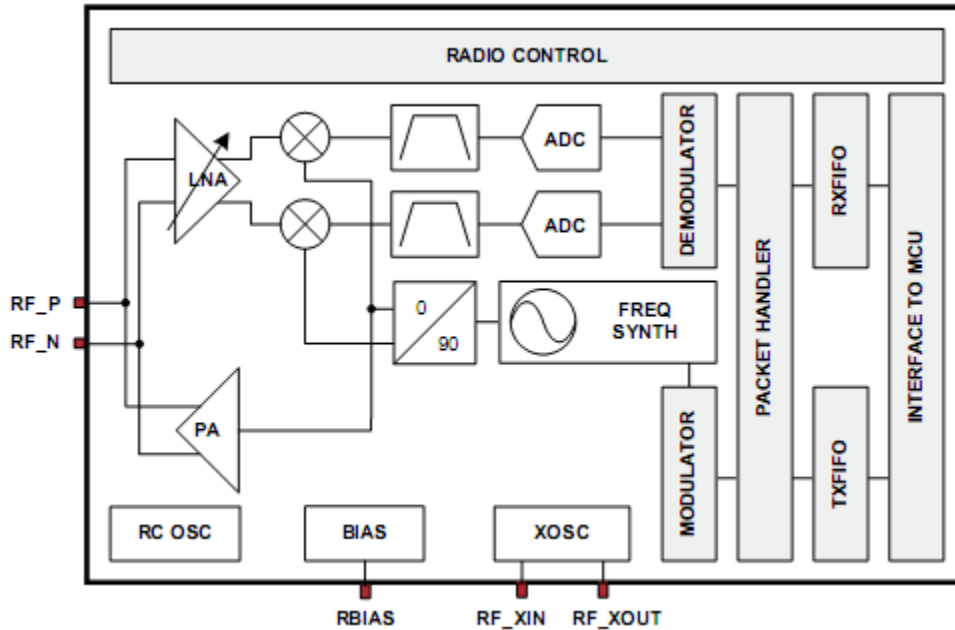 RADIO CONTROL
LNA
ADC
ADC
DEMODULATOR
PACKET HANDLER
RXFIFO
INTERFACE TO MCU
RF_P
RF_N
0
90
FREQ
SYNTH
PA
MODULATOR
TXFIFO
RC OSC
BIAS
XOSC
RBIAS
RF_XIN
RF_XOUT